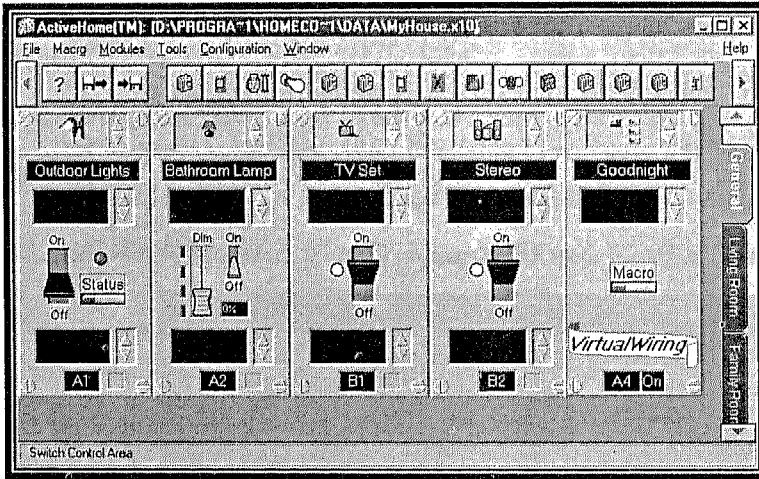 ActiveHome(TM): [D:\PROGRA~1\HOMECO~1\DATA\MyHouse.x10]
File Macro Modules Tools Configuration Window Help
?
Outdoor Lights Bathroom Lamp TV Set Stereo Goodnight
General
On Dim On On On
Status Off Macro
Off 0% Off Off
Living Room
VirtualWiring
A1 A2 B1 B2 A4 On
Family Room
Switch Control Area